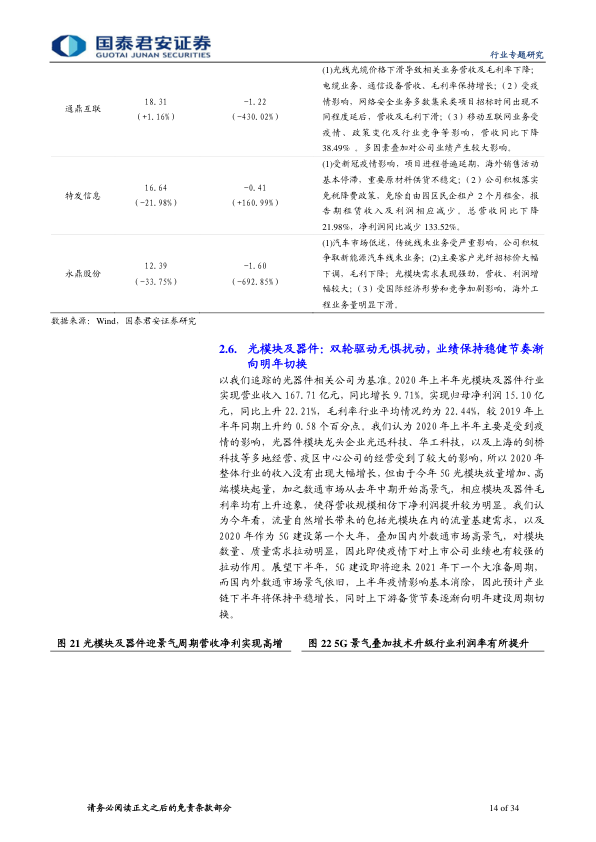 国泰君安证券
GUOTAI JUNAN SECURITIES
行业专题研究
通鼎互联
18.31
(+1.16%)
-1.22
(-430.02%)
(1)光线光缆价格下滑导致相关业务营收及毛利率下降；
电缆业务、通信设备营收、毛利率保持增长；（2）受疫
情影响，网络安全业务多数集采类项目招标时间出现不
同程度延后，营收及毛利下滑；（3）移动互联网业务受
疫情、政策变化及行业竞争等影响，营收同比下降
38.49% 。多因素叠加对公司业绩产生较大影响。
特发信息
16.64
(-21.98%)
-0.41
(+160.99%)
(1)受新冠疫情影响，项目进程普遍延期，海外销售活动
基本停滞，重要原材料供货不稳定；（2）公司积极落实
免税降费政策，免除自由园区民企租户 2 个月租金，报
告期租赁收入及利润相应减少。总营收同比下降
21.98%，净利润同比减少 133.52%。
永鼎股份
12.39
(-33.75%)
-1.60
(-692.85%)
(1)汽车市场低迷，传统线束业务受严重影响，公司积极
争取新能源汽车线束业务；(2)主要客户光纤招标价大幅
下调，毛利下降；光模块需求表现强劲，营收、利润增
幅较大；（3）受国际经济形势和竞争加剧影响，海外工
程业务量明显下滑。
数据来源：Wind，国泰君安证券研究
2.6. 光模块及器件：双轮驱动无惧扰动，业绩保持稳健节奏渐
向明年切换
以我们追踪的光器件相关公司为基准。2020 年上半年光模块及器件行业
实现营业收入 167.71 亿元，同比增长 9.71%。实现归母净利润 15.10 亿
元，同比上升 22.21%，毛利率行业平均情况约为 22.44%，较 2019 年上
半年同期上升约 0.58 个百分点。我们认为 2020 年上半年主要是受到疫
情的影响，光器件模块龙头企业光迅科技、华工科技，以及上海的剑桥
科技等多地经营、疫区中心公司的经营受到了较大的影响，所以 2020 年
整体行业的收入没有出现大幅增长，但由于今年 5G 光模块放量增加、高
端模块起量，加之数通市场从去年中期开始高景气，相应模块及器件毛
利率均有上升迹象，使得营收规模相仿下净利润提升较为明显。我们认
为今年看，流量自然增长带来的包括光模块在内的流量基建需求，以及
2020 年作为 5G 建设第一个大年，叠加国内外数通市场高景气，对模块
数量、质量需求拉动明显，因此即使疫情下对上市公司业绩也有较强的
拉动作用。展望下半年，5G 建设即将迎来 2021 年下一个大准备周期，
而国内外数通市场景气依旧，上半年疫情影响基本消除，因此预计产业
链下半年将保持平稳增长，同时上下游备货节奏逐渐向明年建设周期切
换。
图 21 光模块及器件迎景气周期营收净利实现高增
图 22 5G 景气叠加技术升级行业利润率有所提升
请务必阅读正文之后的免责条款部分
14 of 34